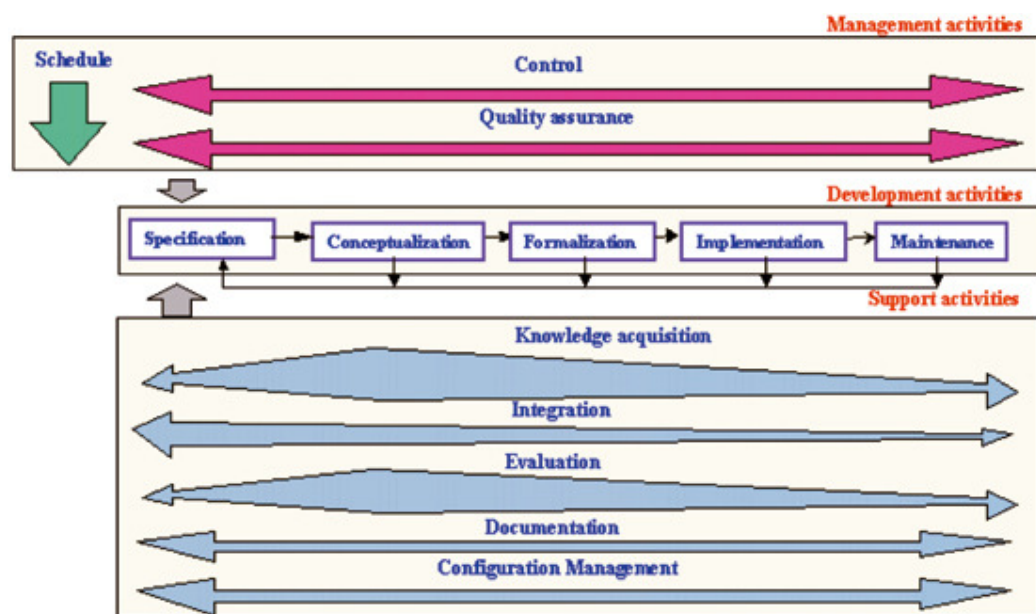 Management activities
Schedule
Control
Quality assurance
Development activities
Specification
Conceptualization
Formalization
Implementation
Maintenance
Support activities
Knowledge acquisition
Integration
Evaluation
Documentation
Configuration Management